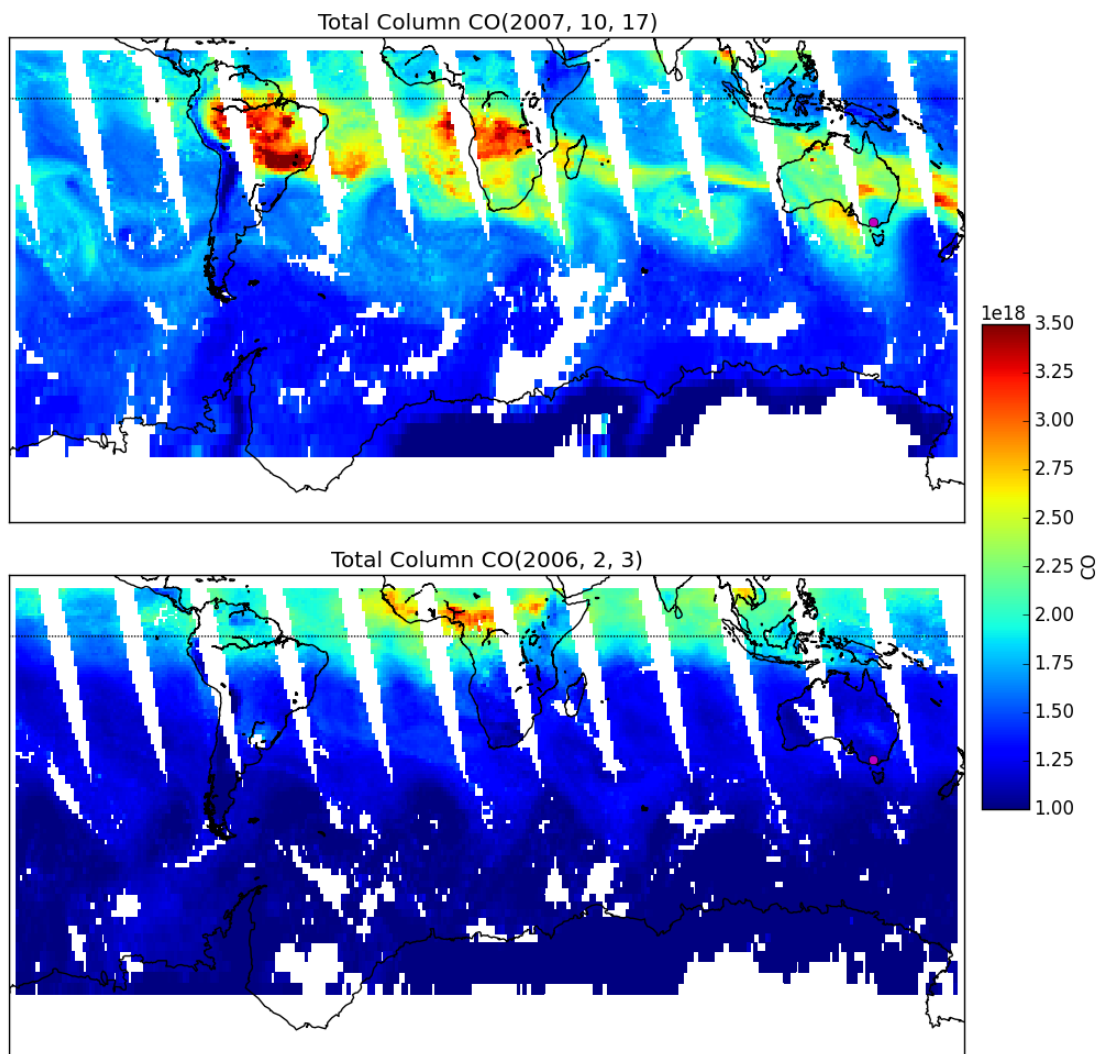 Total Column CO(2007, 10, 17)
1e18
3.50
3.25
3.00
2.75
2.50
2.25
2.00
1.75
1.50
1.25
1.00
CO
Total Column CO(2006, 2, 3)